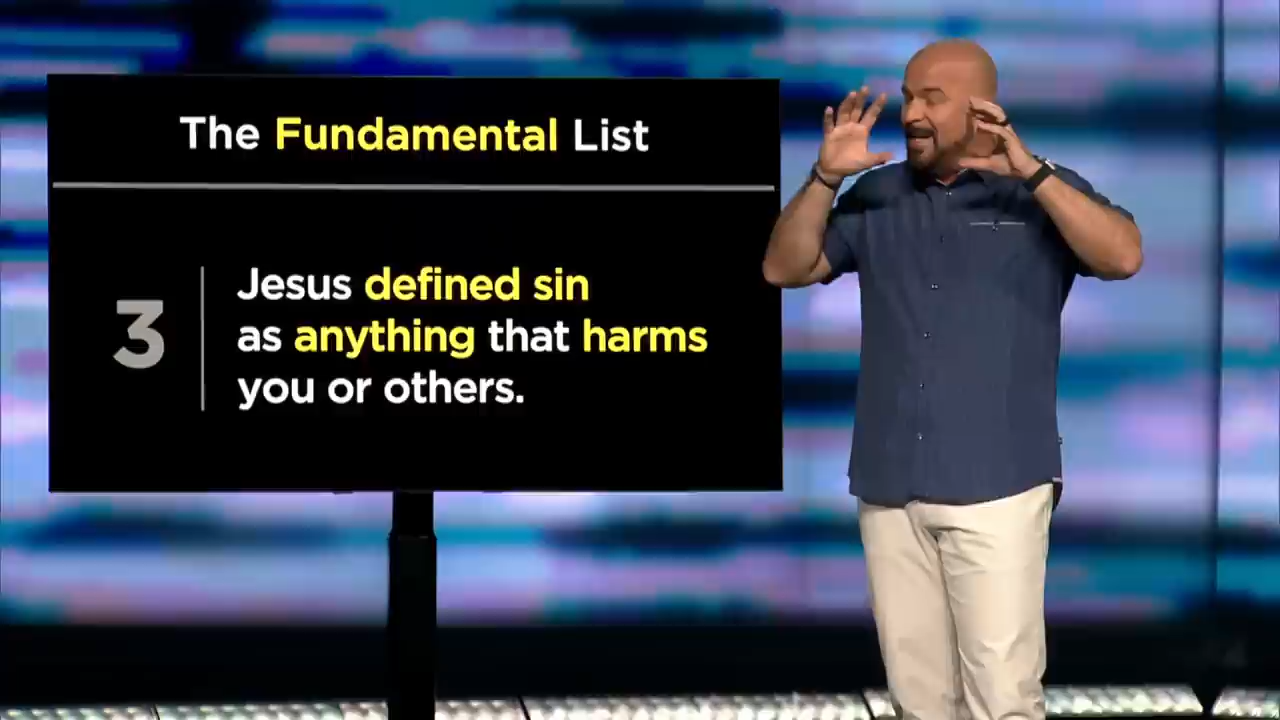 The Fundamental List
3
Jesus defined sin
as anything that harms
you or others.